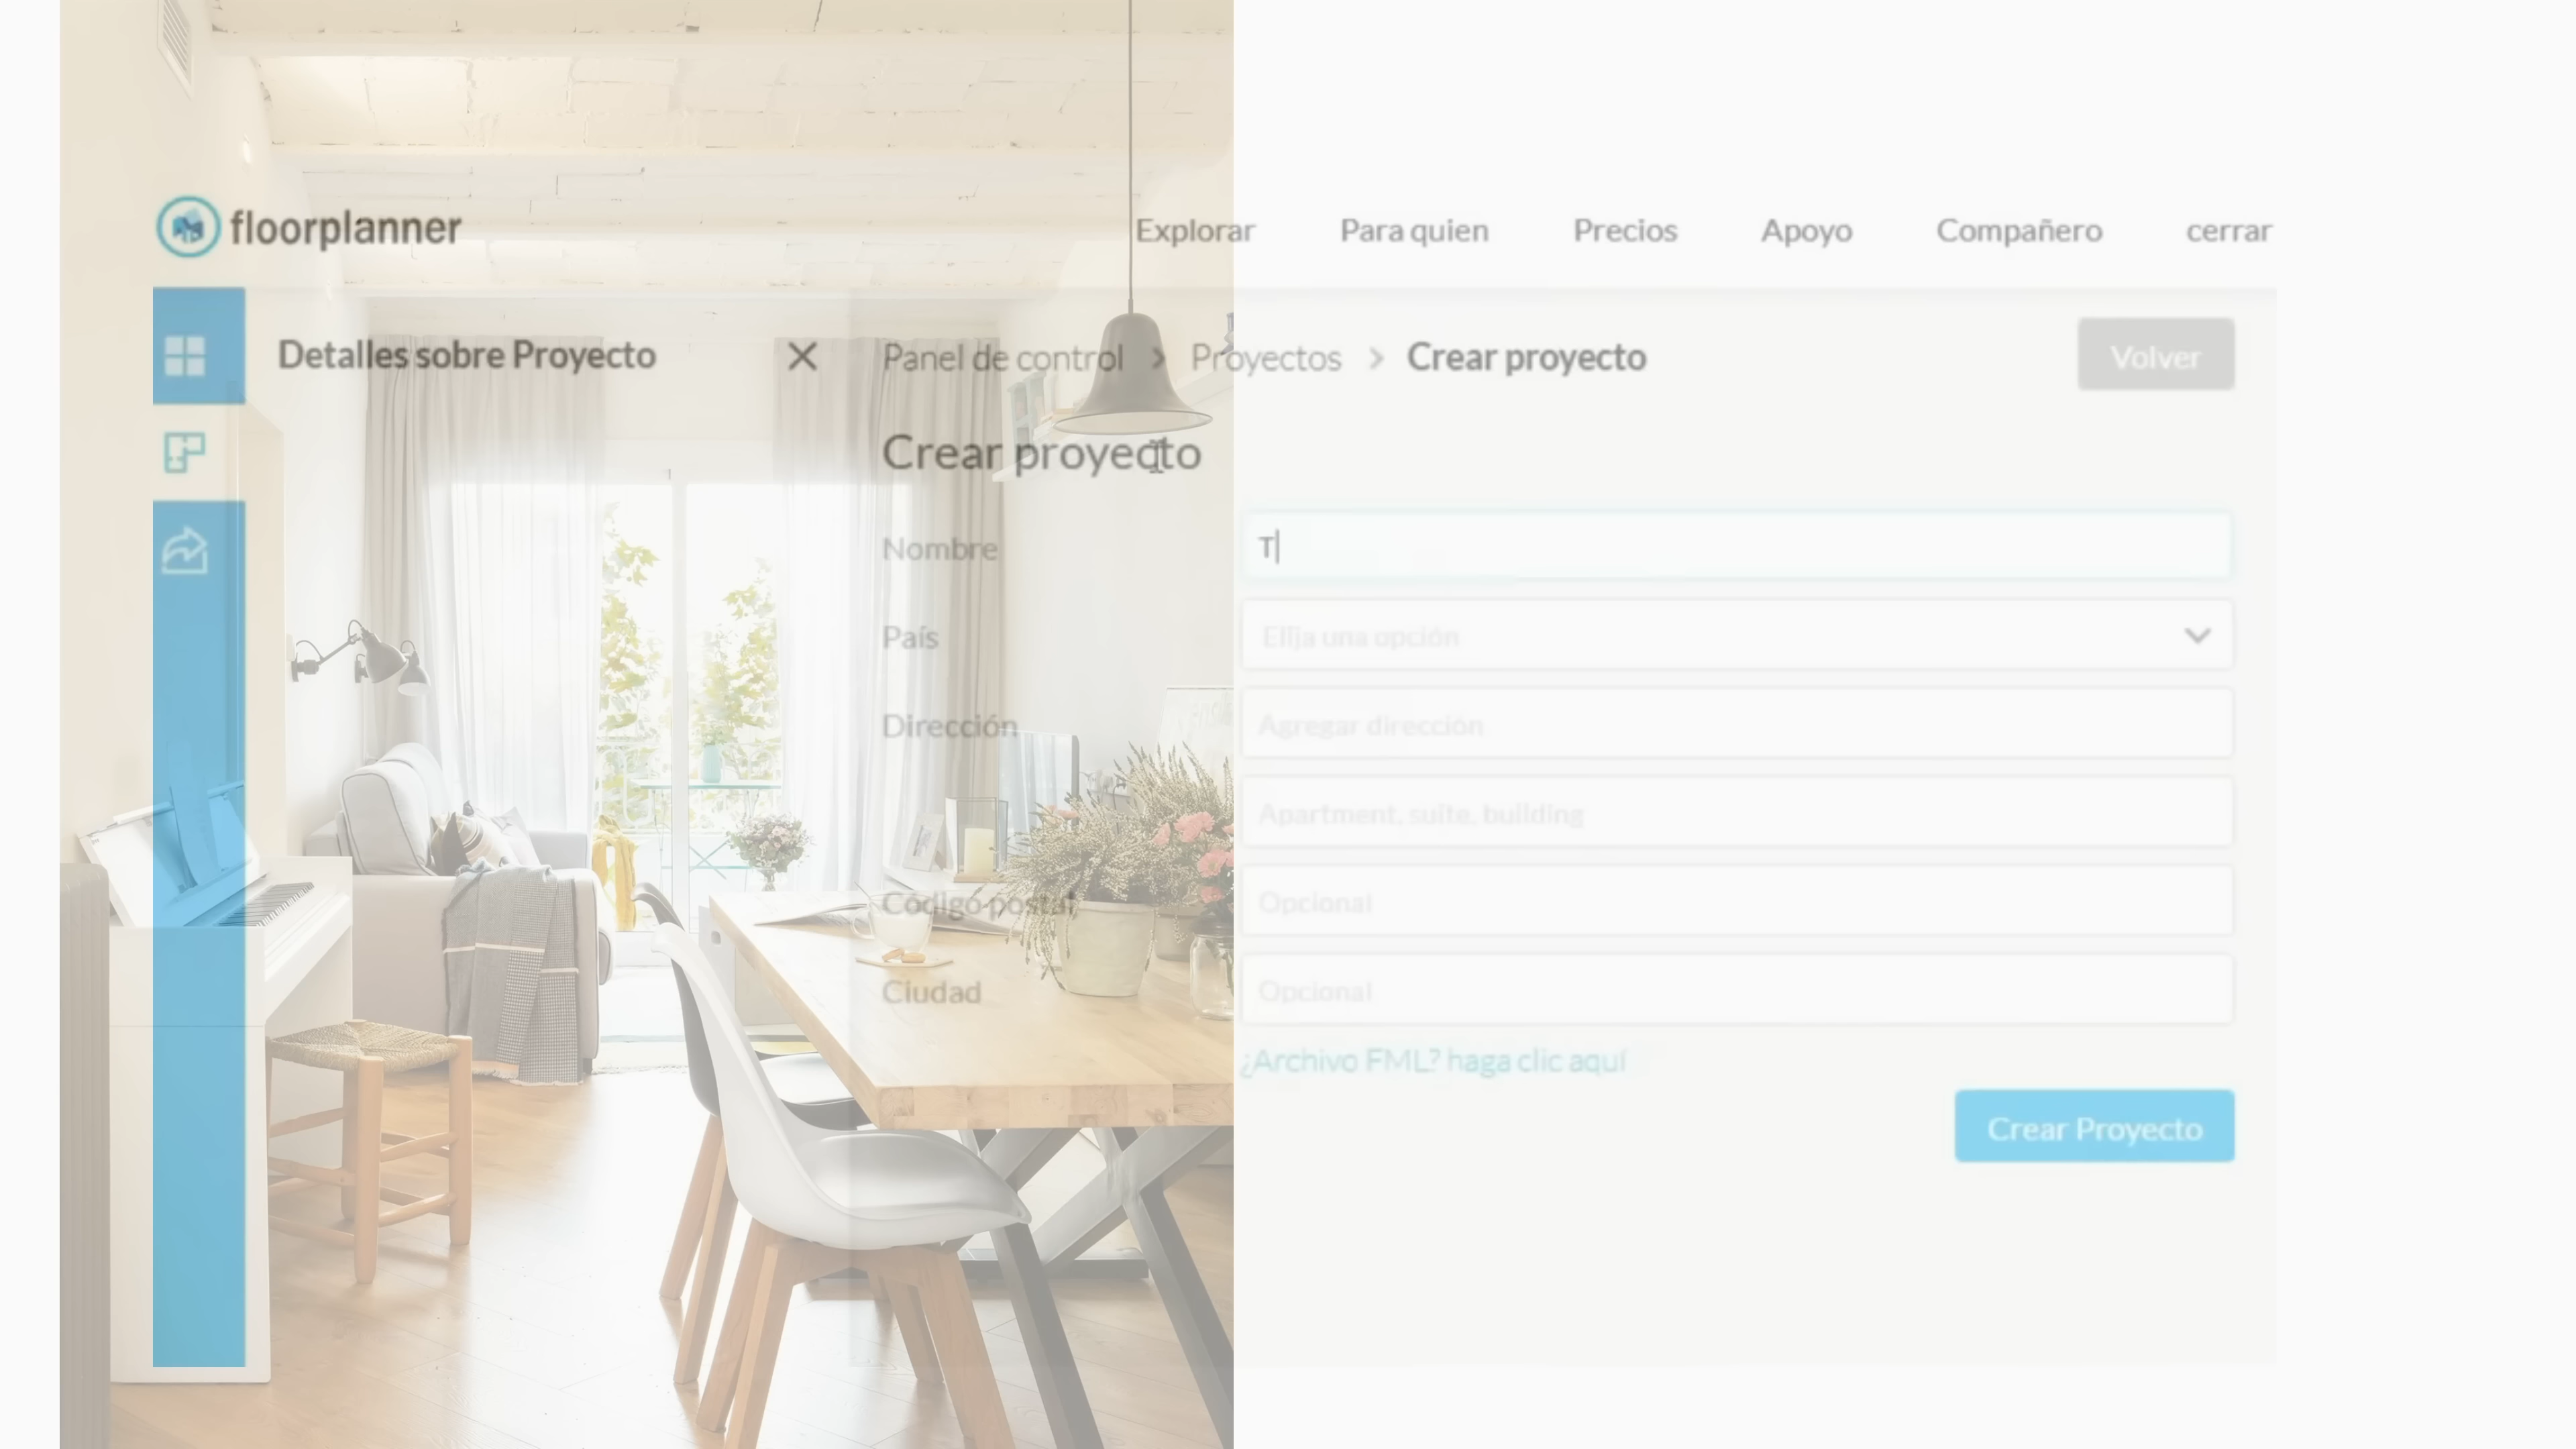 floorplanner
Explorar Para quien Precios Apoyo Compañero cerrar
Detalles sobre Proyecto
Panel de control > Proyectos > Crear proyecto
Volver
Crear proyecto
Nombre T
País Elija una opción
Dirección Agregar dirección
Apartment, suite, building
Código postal Opcional
Ciudad Opcional
¿Archivo FML? haga clic aquí
Crear Proyecto